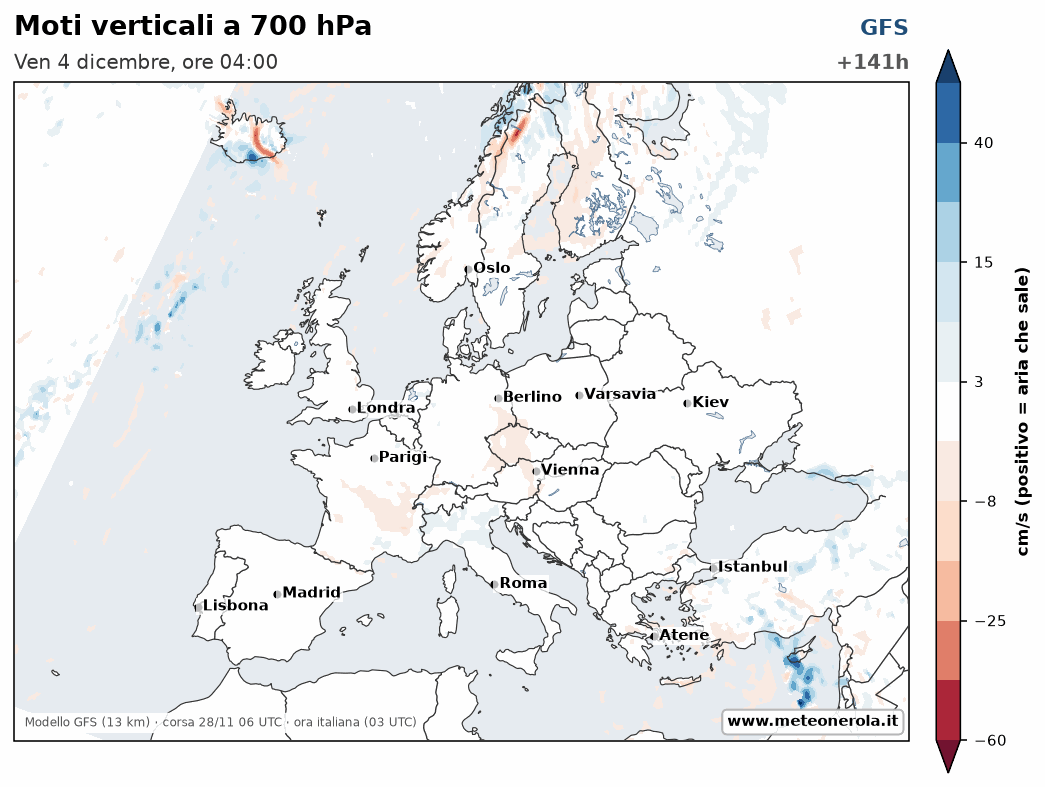 Moti verticali a 700 hPa
GFS
Ven 4 dicembre, ore 04:00
+141h
40
15
3
−8
−25
−60
cm/s (positivo = aria che sale)
Oslo
Londra
Berlino
Varsavia
Kiev
Parigi
Vienna
Istanbul
Roma
Madrid
Lisbona
Atene
Modello GFS (13 km) · corsa 28/11 06 UTC · ora italiana (03 UTC)
www.meteonerola.it